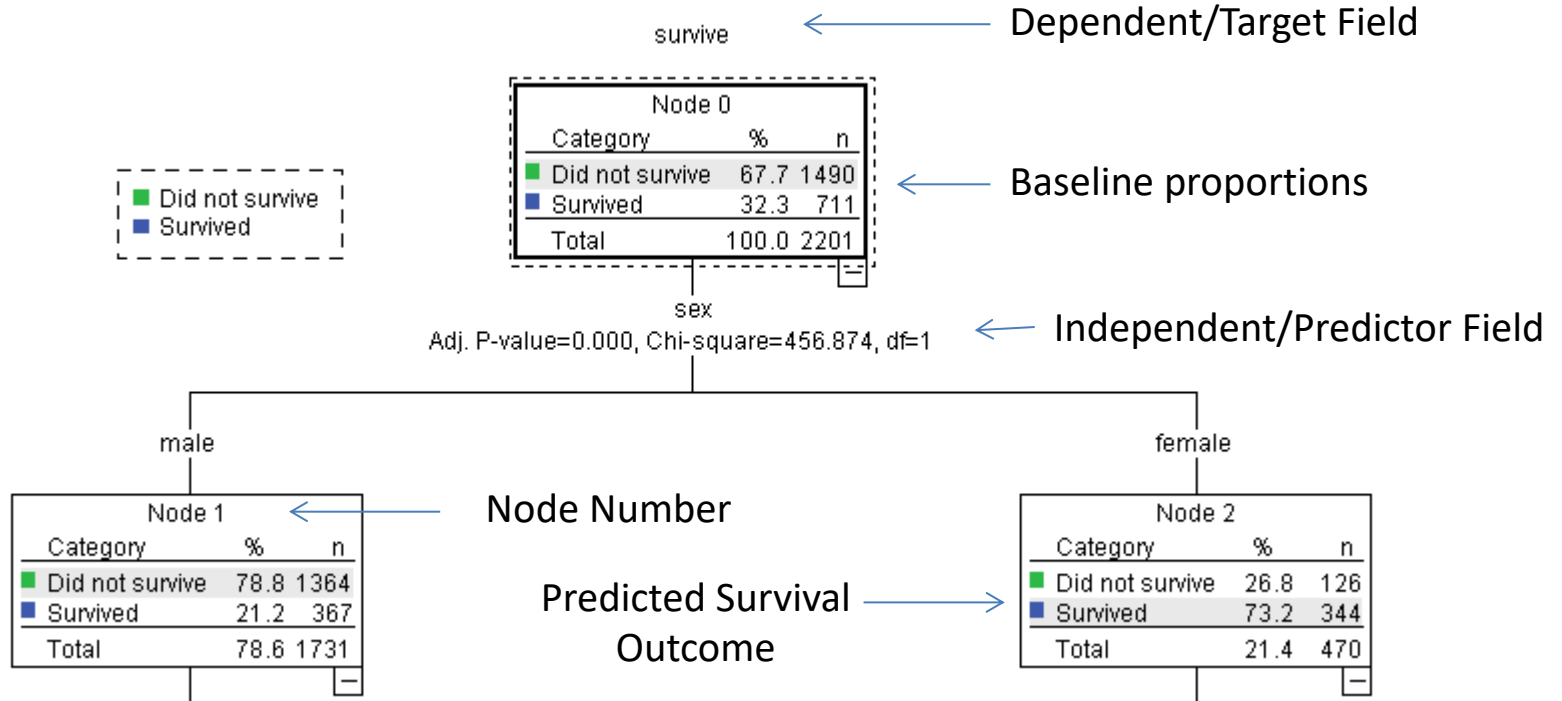 survive
Dependent/Target Field
Node 0
Category % n
Did not survive 67.7 1490
Survived 32.3 711
Total 100.0 2201
Baseline proportions
Did not survive
Survived
sex
Adj. P-value=0.000, Chi-square=456.874, df=1
Independent/Predictor Field
male
female
Node 1
Category % n
Did not survive 78.8 1364
Survived 21.2 367
Total 78.6 1731
Node Number
Predicted Survival
Outcome
Node 2
Category % n
Did not survive 26.8 126
Survived 73.2 344
Total 21.4 470